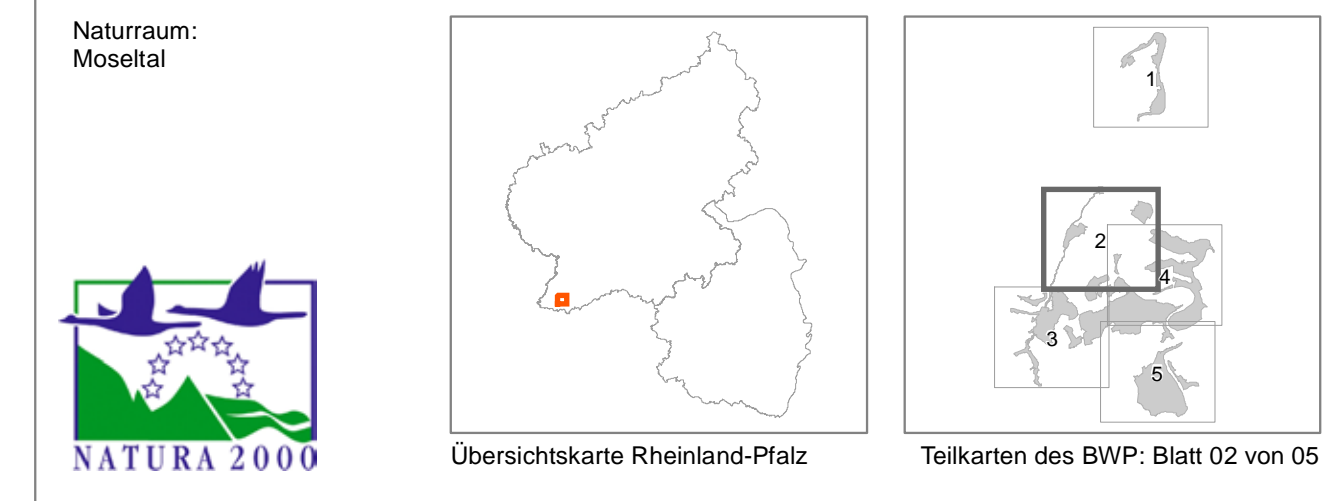 Naturraum:
Moseltal
NATURA 2000
Übersichtskarte Rheinland-Pfalz
1
2
4
3
5
Teilkarten des BWP: Blatt 02 von 05